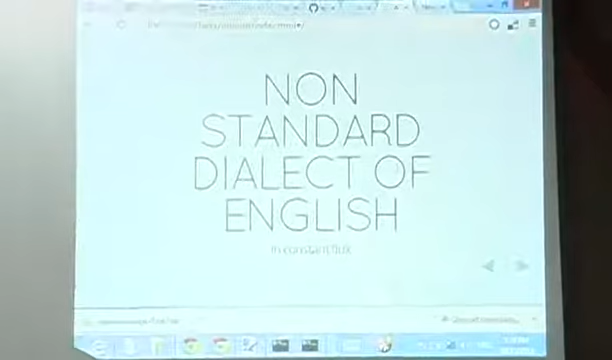 NON
STANDARD
DIALECT OF
ENGLISH
in constant flux